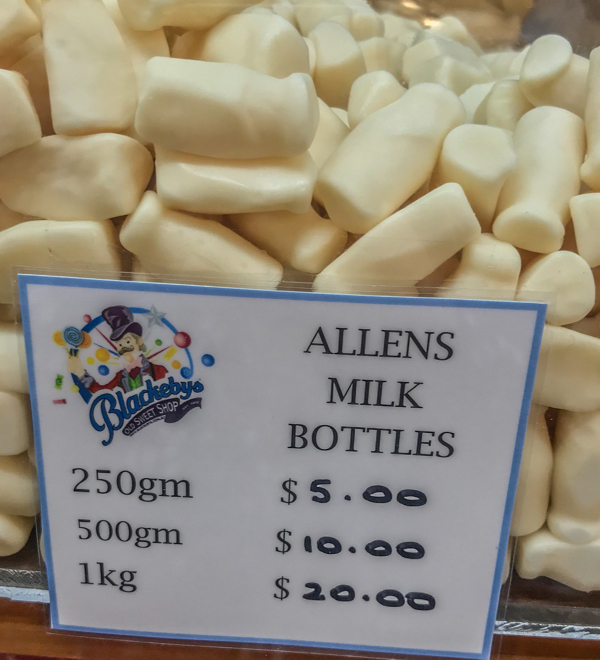 Blackebys
OLD SWEET SHOP
ALLENS
MILK
BOTTLES
250gm $ 5.00
500gm $ 10.00
1kg $ 20.00